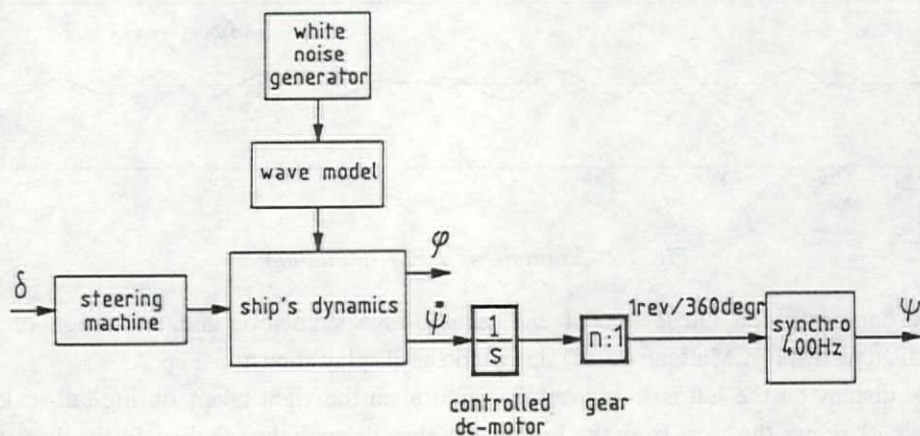 white
noise
generator
wave model
φ
δ
steering
machine
ship's dynamics
ψ̇
1
s
n:1
1rev/360degr
synchro
400Hz
ψ
controlled
dc-motor
gear